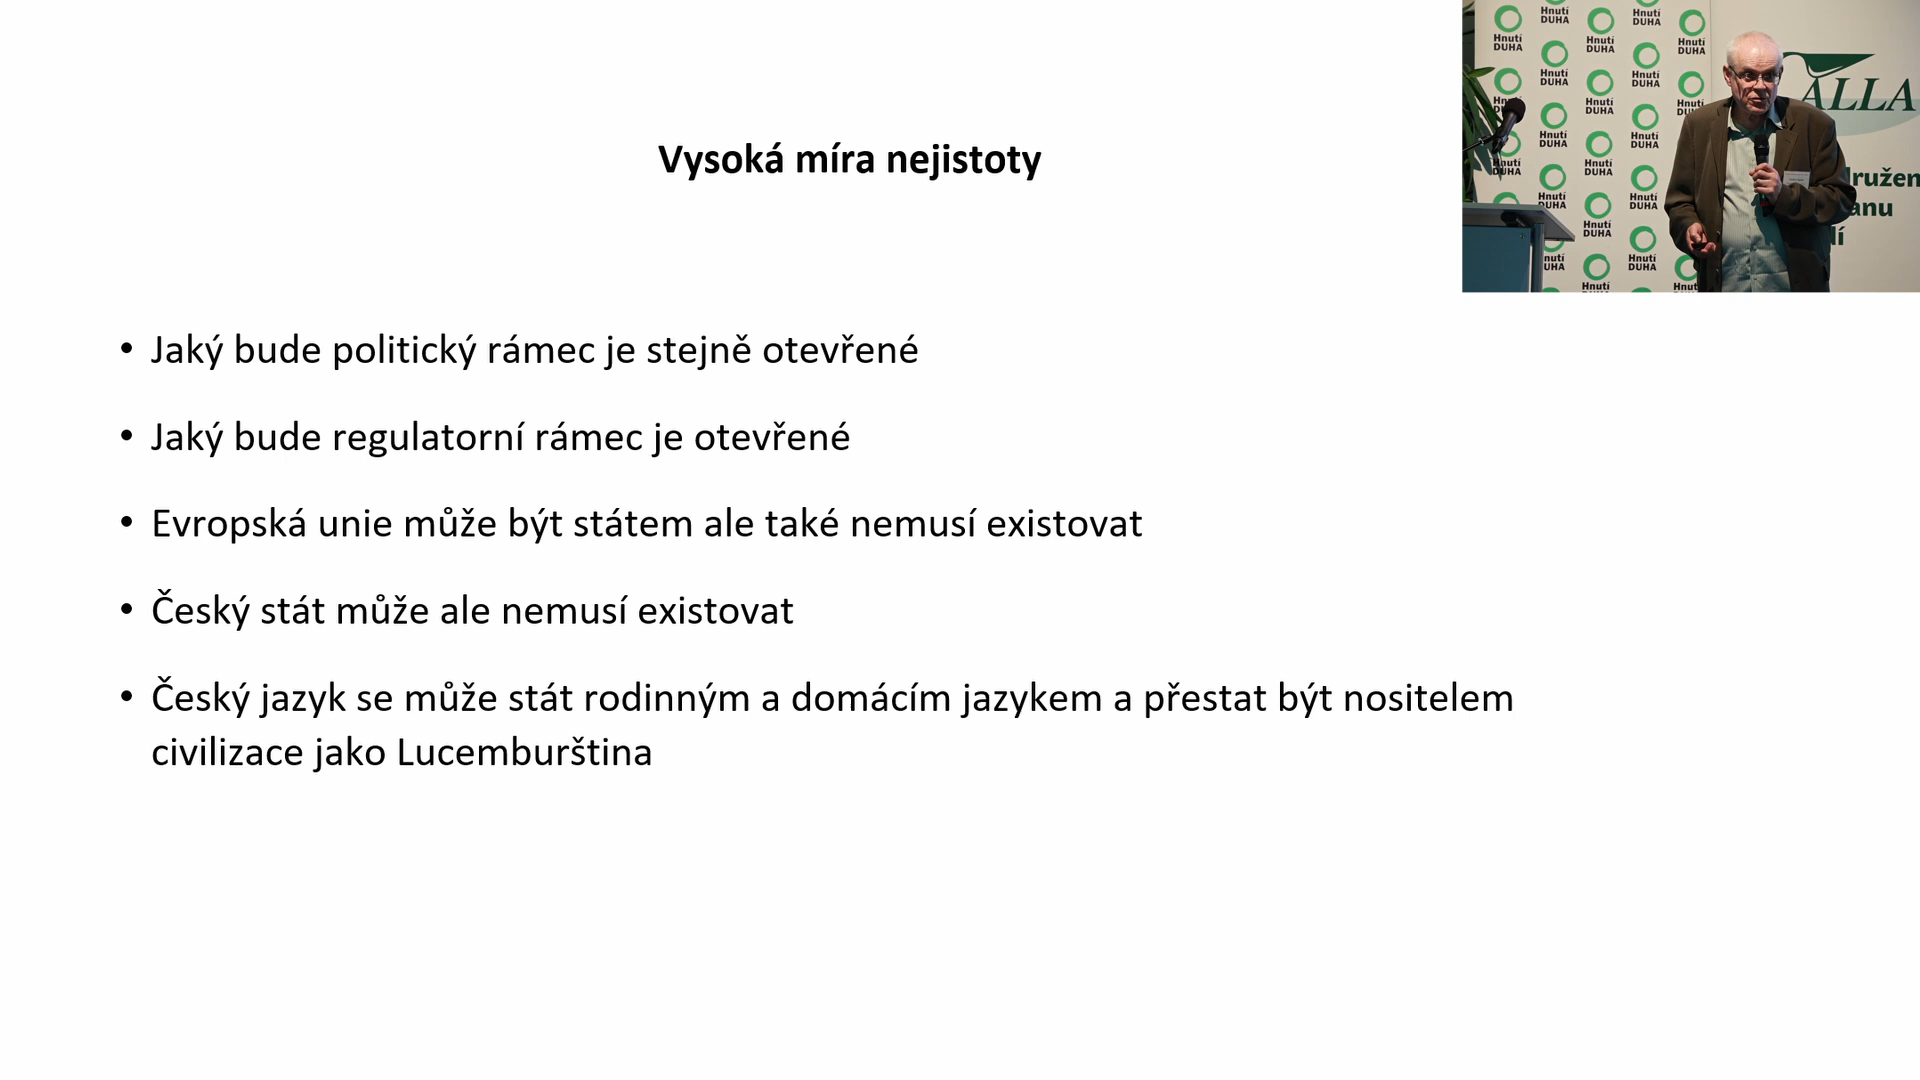 Vysoká míra nejistoty
• Jaký bude politický rámec je stejně otevřené
• Jaký bude regulatorní rámec je otevřené
• Evropská unie může být státem ale také nemusí existovat
• Český stát může ale nemusí existovat
• Český jazyk se může stát rodinným a domácím jazykem a přestat být nositelem
civilizace jako Lucemburština
Hnutí
DUHA
ALLA